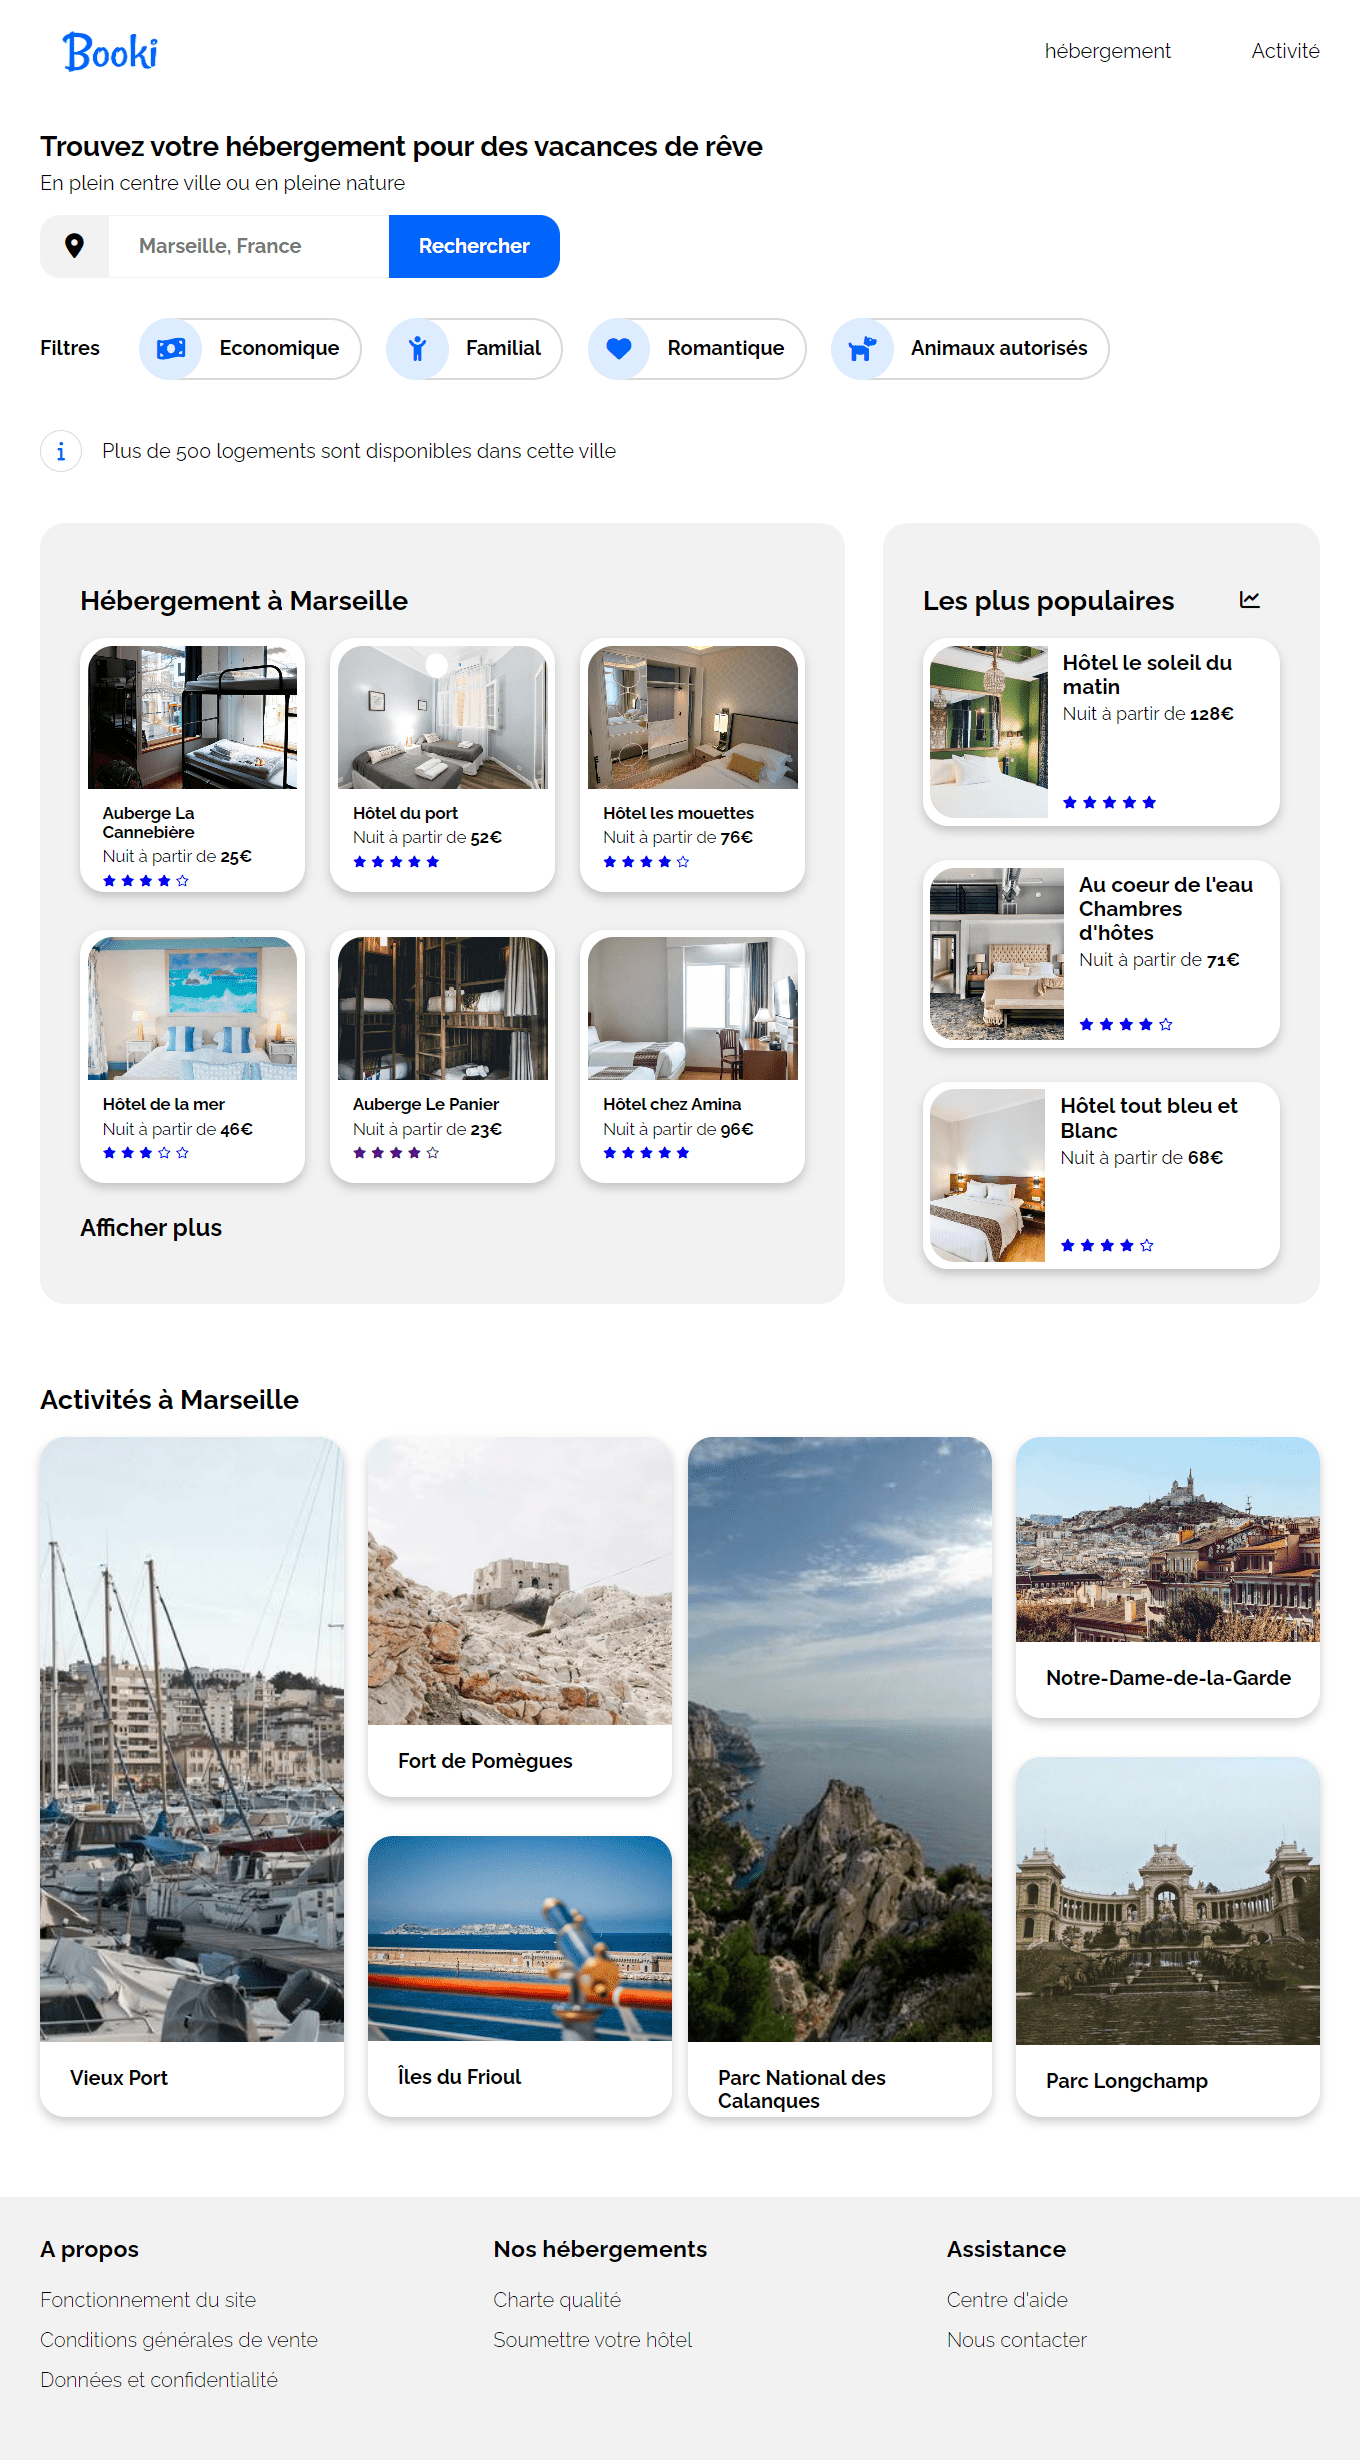 Booki
hébergement
Activité
Trouvez votre hébergement pour des vacances de rêve
En plein centre ville ou en pleine nature
Marseille, France
Rechercher
Filtres
Economique
Familial
Romantique
Animaux autorisés
Plus de 500 logements sont disponibles dans cette ville
Hébergement à Marseille
Auberge La
Cannebière
Nuit à partir de 25€
Hôtel du port
Nuit à partir de 52€
Hôtel les mouettes
Nuit à partir de 76€
Hôtel de la mer
Nuit à partir de 46€
Auberge Le Panier
Nuit à partir de 23€
Hôtel chez Amina
Nuit à partir de 96€
Afficher plus
Les plus populaires
Hôtel le soleil du
matin
Nuit à partir de 128€
Au coeur de l'eau
Chambres
d'hôtes
Nuit à partir de 71€
Hôtel tout bleu et
Blanc
Nuit à partir de 68€
Activités à Marseille
Vieux Port
Fort de Pomègues
Îles du Frioul
Parc National des
Calanques
Notre-Dame-de-la-Garde
Parc Longchamp
A propos
Fonctionnement du site
Conditions générales de vente
Données et confidentialité
Nos hébergements
Charte qualité
Soumettre votre hôtel
Assistance
Centre d'aide
Nous contacter